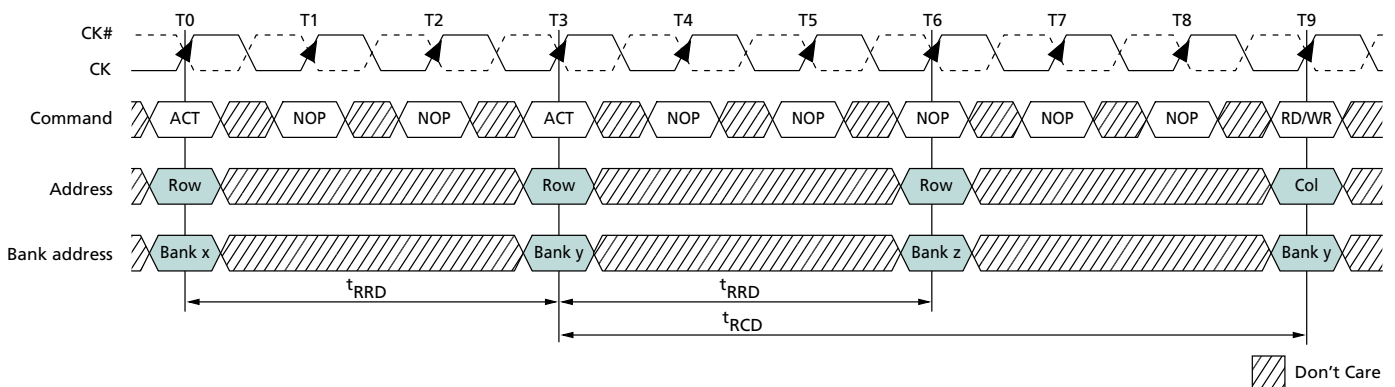 T0 T1 T2 T3 T4 T5 T6 T7 T8 T9
CK#
CK
Command ACT NOP NOP ACT NOP NOP NOP NOP NOP RD/WR
Address Row Row Row Col
Bank address Bank x Bank y Bank z Bank y
tRRD tRRD
tRCD
Don't Care